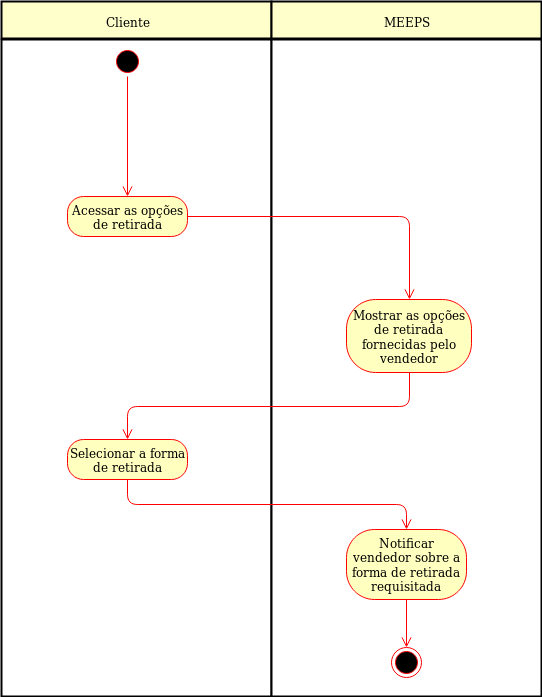 Cliente
MEEPS
Acessar as opções
de retirada
Mostrar as opções
de retirada
fornecidas pelo
vendedor
Selecionar a forma
de retirada
Notificar
vendedor sobre a
forma de retirada
requisitada